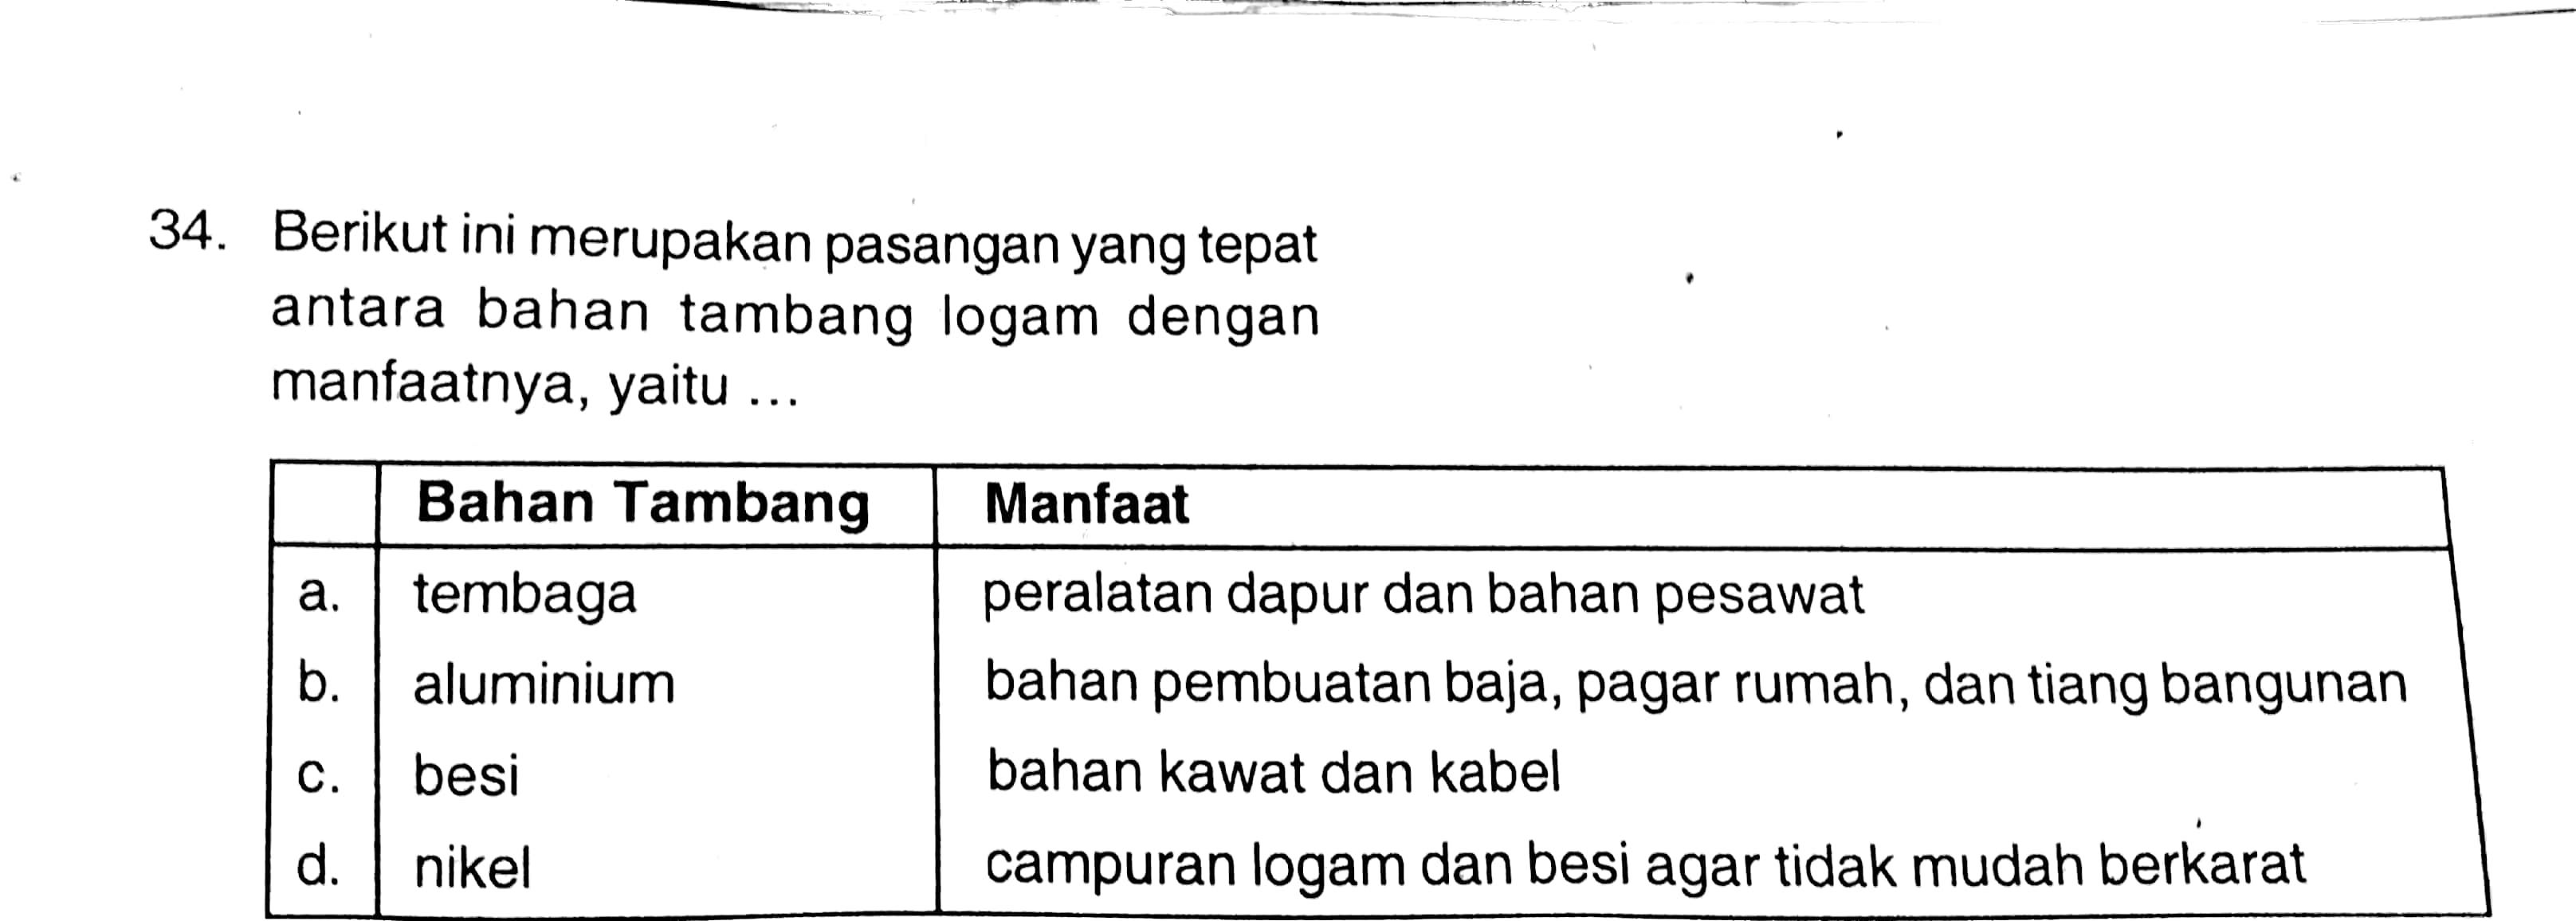 34. Berikut ini merupakan pasangan yang tepat
antara bahan tambang logam dengan
manfaatnya, yaitu ...
Bahan Tambang Manfaat
a. tembaga peralatan dapur dan bahan pesawat
b. aluminium bahan pembuatan baja, pagar rumah, dan tiang bangunan
c. besi bahan kawat dan kabel
d. nikel campuran logam dan besi agar tidak mudah berkarat